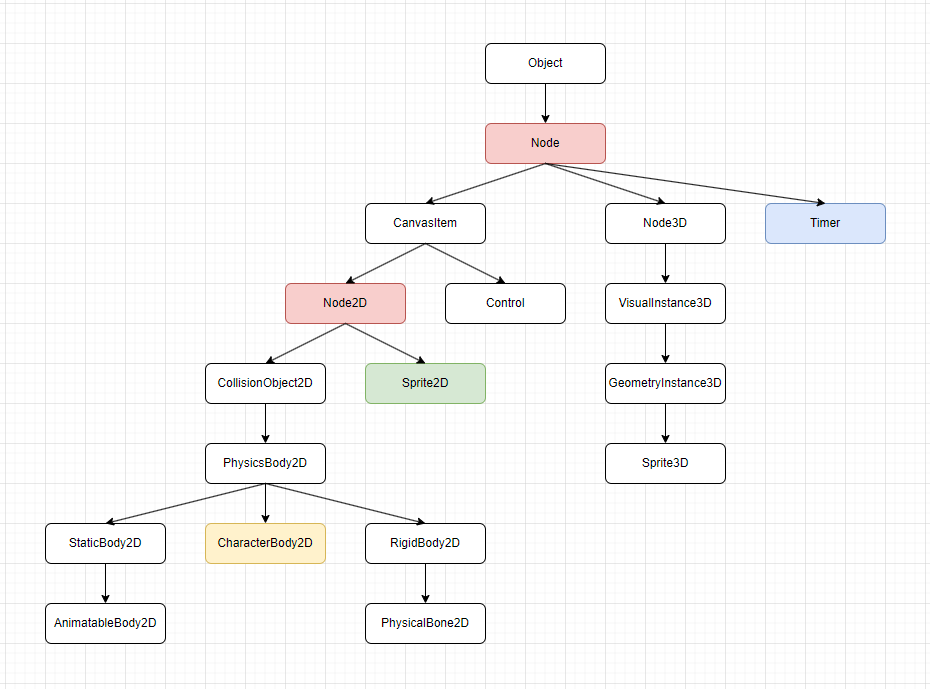 Object
Node
CanvasItem
Node3D
Timer
Node2D
Control
VisualInstance3D
CollisionObject2D
Sprite2D
GeometryInstance3D
PhysicsBody2D
Sprite3D
StaticBody2D
CharacterBody2D
RigidBody2D
AnimatableBody2D
PhysicalBone2D